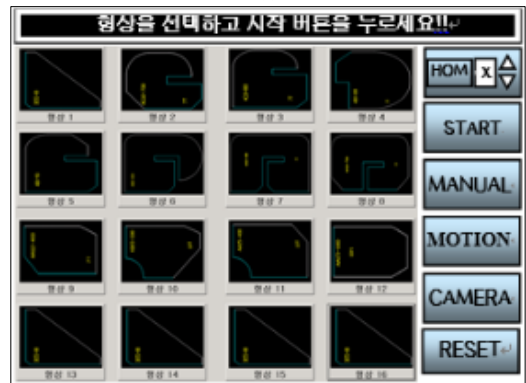 형상을 선택하고 시작 버튼을 누르세요!!
HOM X
START
MANUAL
MOTION
CAMERA
RESET
형상 1
형상 2
형상 3
형상 4
형상 5
형상 6
형상 7
형상 8
형상 9
형상 10
형상 11
형상 12
형상 13
형상 14
형상 15
형상 16